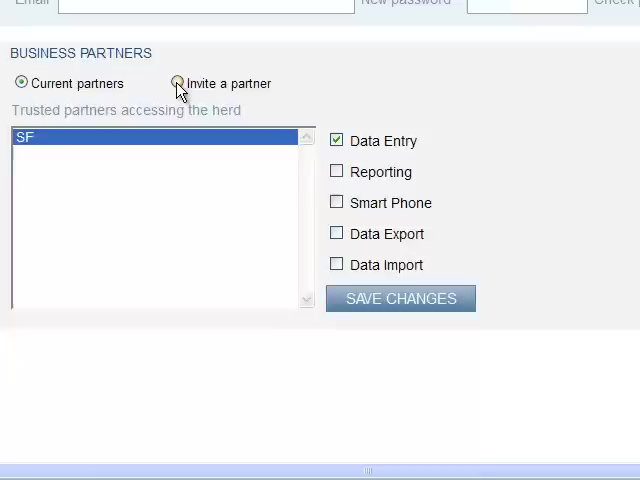 Email New password Check
BUSINESS PARTNERS
Current partners Invite a partner
Trusted partners accessing the herd
SF
Data Entry
Reporting
Smart Phone
Data Export
Data Import
SAVE CHANGES